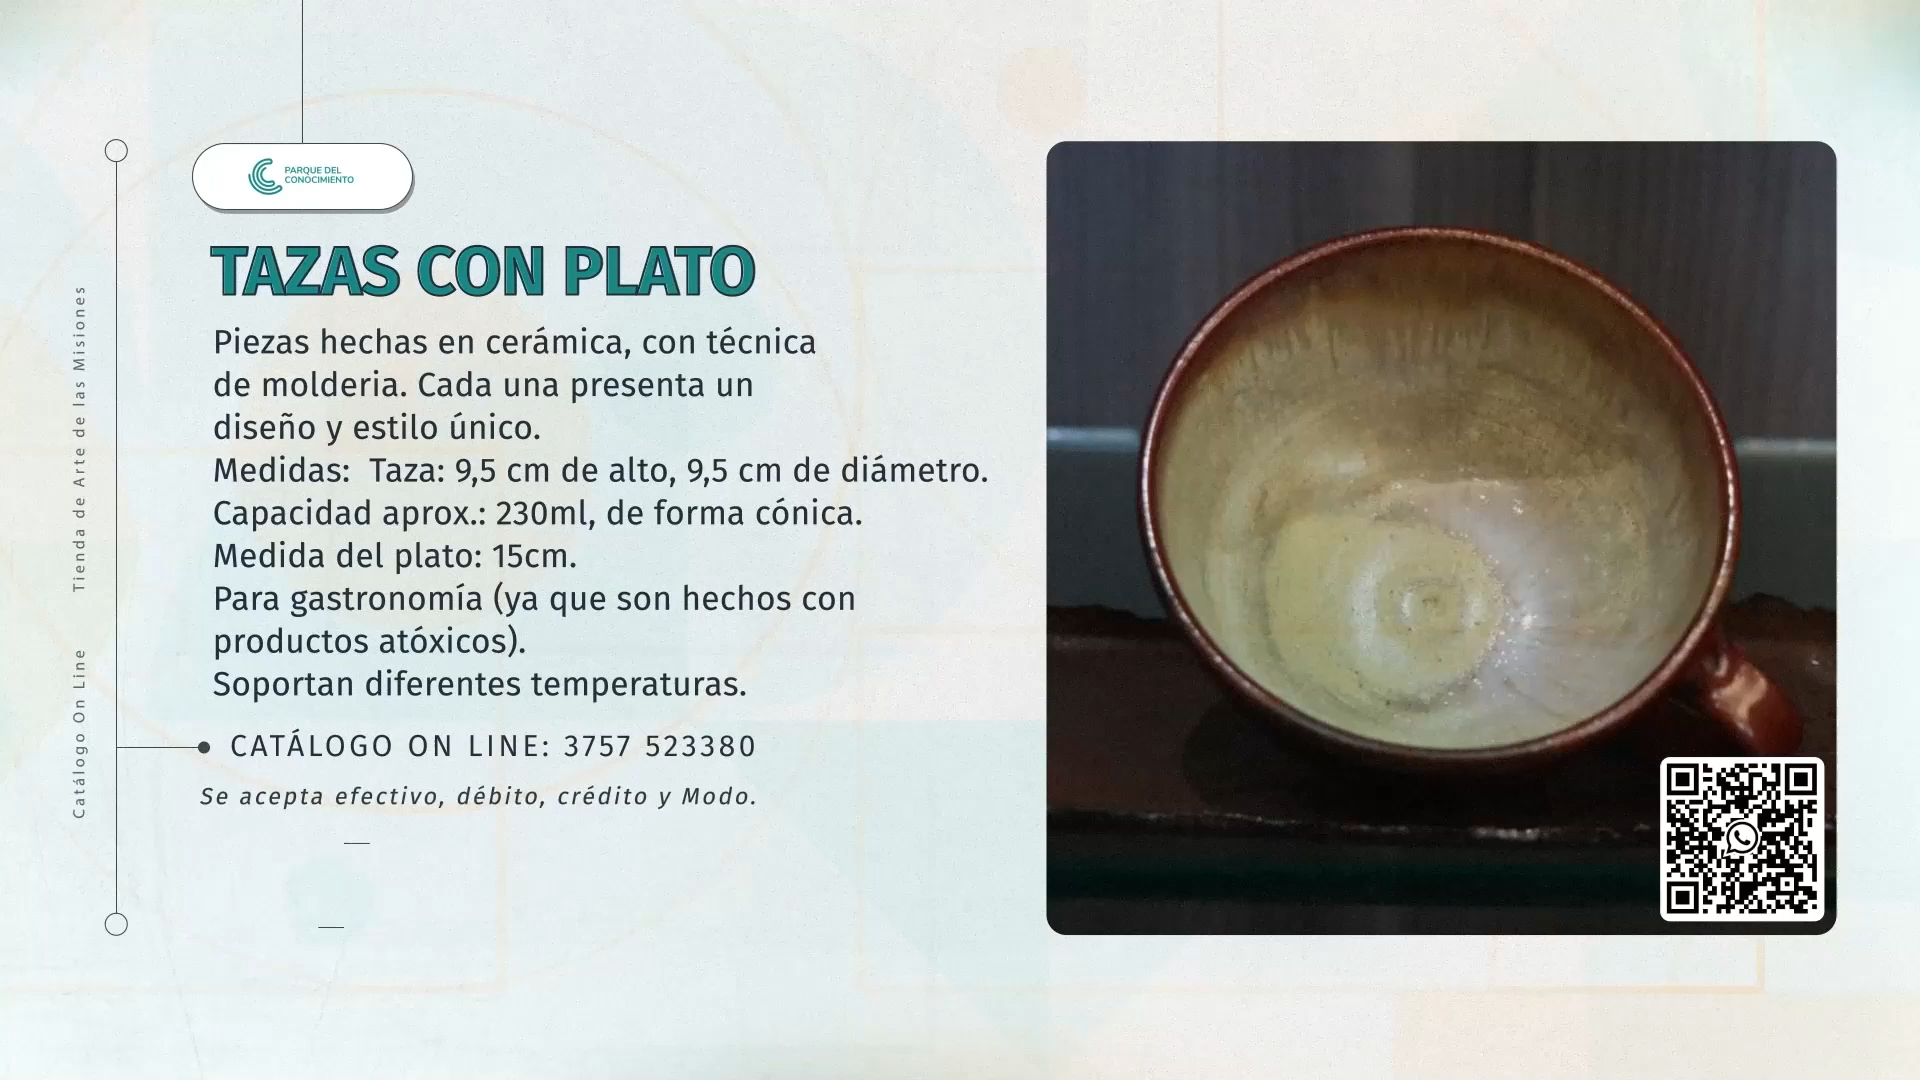 PARQUE DEL
CONOCIMIENTO
TAZAS CON PLATO
Piezas hechas en cerámica, con técnica
de molderia. Cada una presenta un
diseño y estilo único.
Medidas:  Taza: 9,5 cm de alto, 9,5 cm de diámetro.
Capacidad aprox.: 230ml, de forma cónica.
Medida del plato: 15cm.
Para gastronomía (ya que son hechos con
productos atóxicos).
Soportan diferentes temperaturas.
CATÁLOGO ON LINE: 3757 523380
Se acepta efectivo, débito, crédito y Modo.
Catálogo On Line
Tienda de Arte de las Misiones